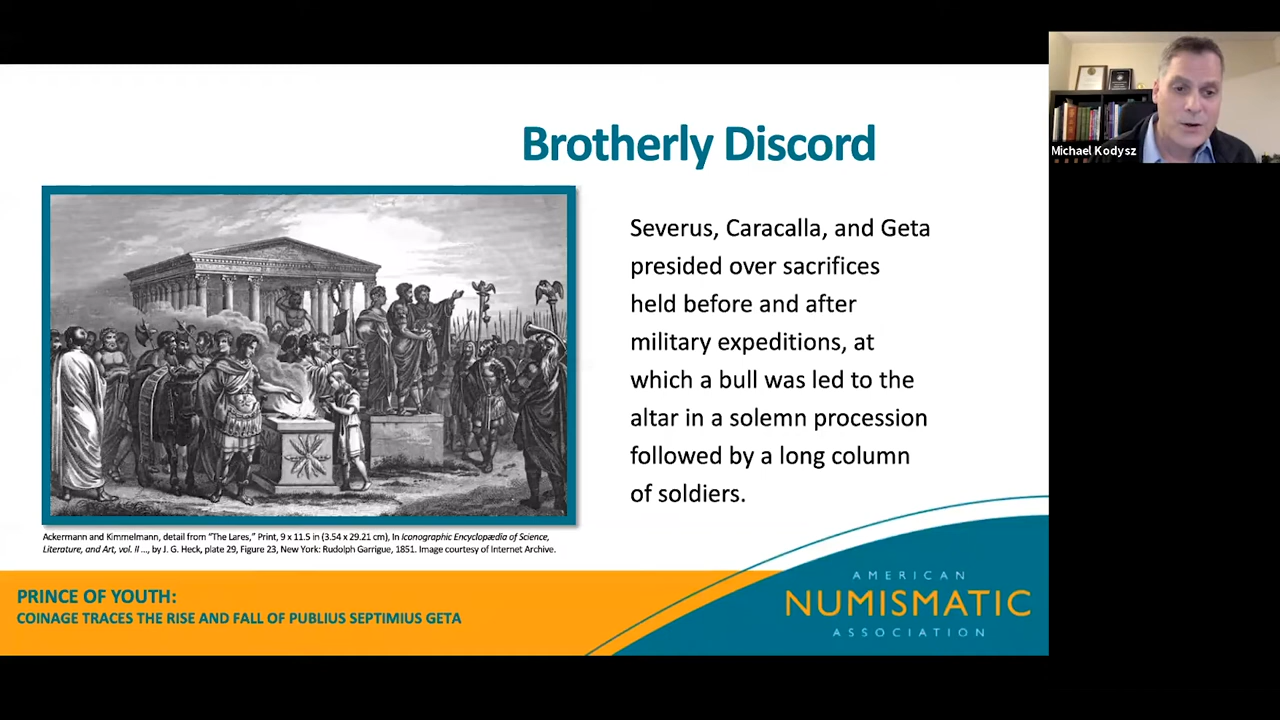 Brotherly Discord
Michael Kodysz
Severus, Caracalla, and Geta
presided over sacrifices
held before and after
military expeditions, at
which a bull was led to the
altar in a solemn procession
followed by a long column
of soldiers.
Ackermann and Kimmelmann, detail from “The Lares,” Print, 9 x 11.5 in (3.54 x 29.21 cm), In Iconographic Encyclopædia of Science,
Literature, and Art, vol. II ..., by J. G. Heck, plate 29, Figure 23, New York: Rudolph Garrigue, 1851. Image courtesy of Internet Archive.
PRINCE OF YOUTH:
COINAGE TRACES THE RISE AND FALL OF PUBLIUS SEPTIMIUS GETA
AMERICAN
NUMISMATIC
ASSOCIATION